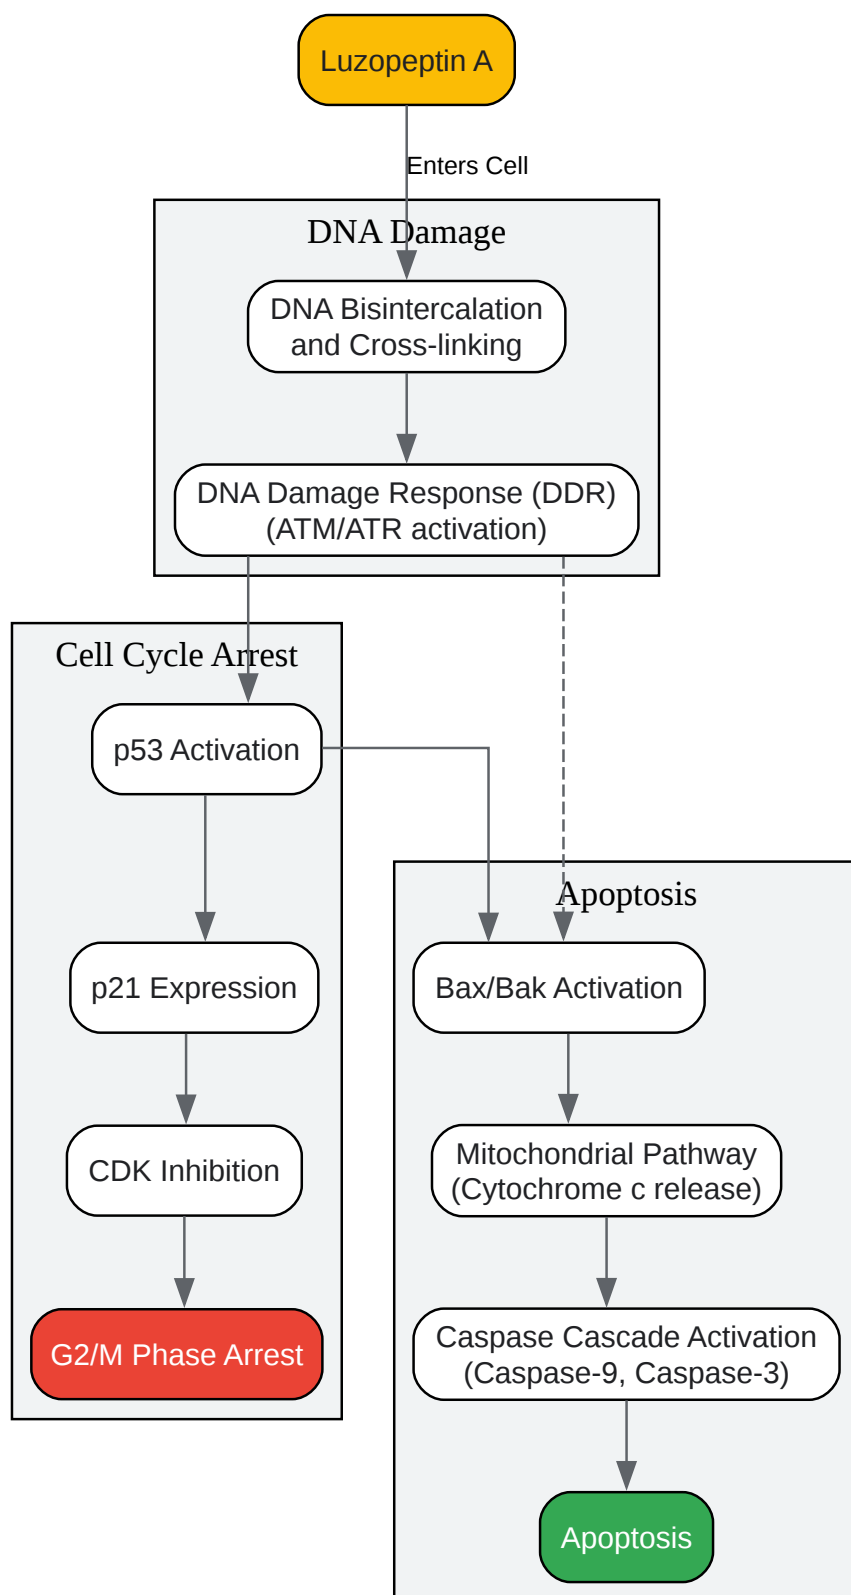 Luzopeptin A
Enters Cell
DNA Damage
DNA Bisintercalation
and Cross-linking
DNA Damage Response (DDR)
(ATM/ATR activation)
Cell Cycle Arrest
p53 Activation
p21 Expression
CDK Inhibition
G2/M Phase Arrest
Apoptosis
Bax/Bak Activation
Mitochondrial Pathway
(Cytochrome c release)
Caspase Cascade Activation
(Caspase-9, Caspase-3)
Apoptosis